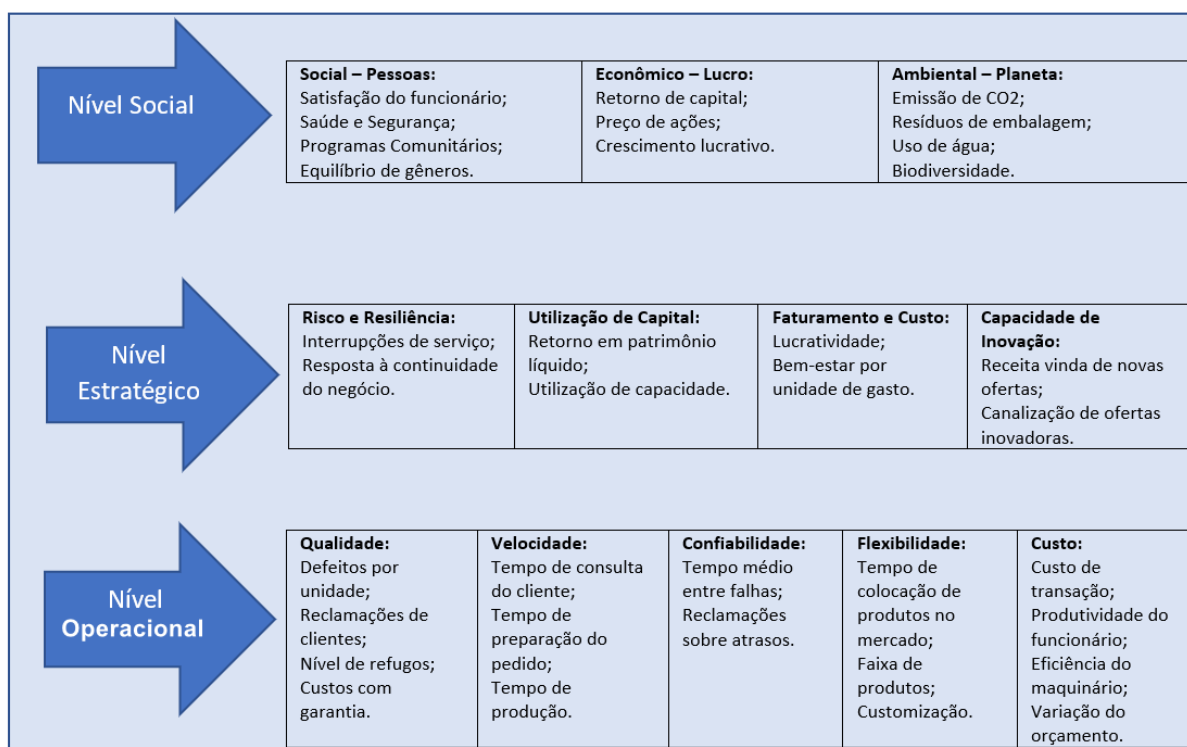 Nível Social
Social – Pessoas:
Satisfação do funcionário;
Saúde e Segurança;
Programas Comunitários;
Equilíbrio de gêneros.
Econômico – Lucro:
Retorno de capital;
Preço de ações;
Crescimento lucrativo.
Ambiental – Planeta:
Emissão de CO2;
Resíduos de embalagem;
Uso de água;
Biodiversidade.
Nível
Estratégico
Risco e Resiliência:
Interrupções de serviço;
Resposta à continuidade
do negócio.
Utilização de Capital:
Retorno em patrimônio
líquido;
Utilização de capacidade.
Faturamento e Custo:
Lucratividade;
Bem-estar por
unidade de gasto.
Capacidade de
Inovação:
Receita vinda de novas
ofertas;
Canalização de ofertas
inovadoras.
Nível
Operacional
Qualidade:
Defeitos por
unidade;
Reclamações de
clientes;
Nível de refugos;
Custos com
garantia.
Velocidade:
Tempo de consulta
do cliente;
Tempo de
preparação do
pedido;
Tempo de
produção.
Confiabilidade:
Tempo médio
entre falhas;
Reclamações
sobre atrasos.
Flexibilidade:
Tempo de
colocação de
produtos no
mercado;
Faixa de
produtos;
Customização.
Custo:
Custo de
transação;
Produtividade do
funcionário;
Eficiência do
maquinário;
Variação do
orçamento.